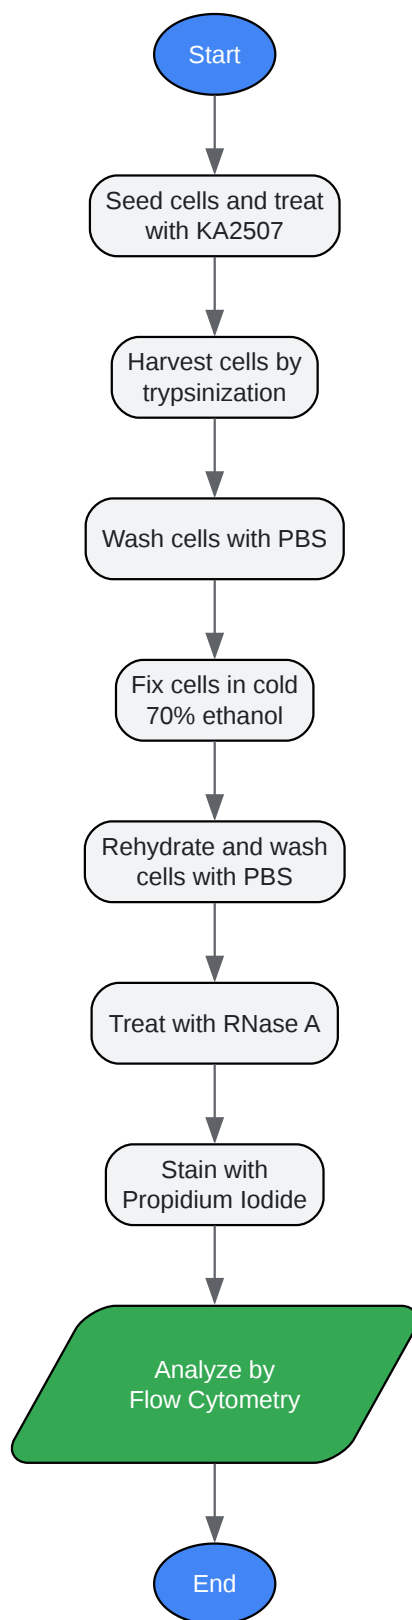 Start
Seed cells and treat
with KA2507
Harvest cells by
trypsinization
Wash cells with PBS
Fix cells in cold
70% ethanol
Rehydrate and wash
cells with PBS
Treat with RNase A
Stain with
Propidium Iodide
Analyze by
Flow Cytometry
End